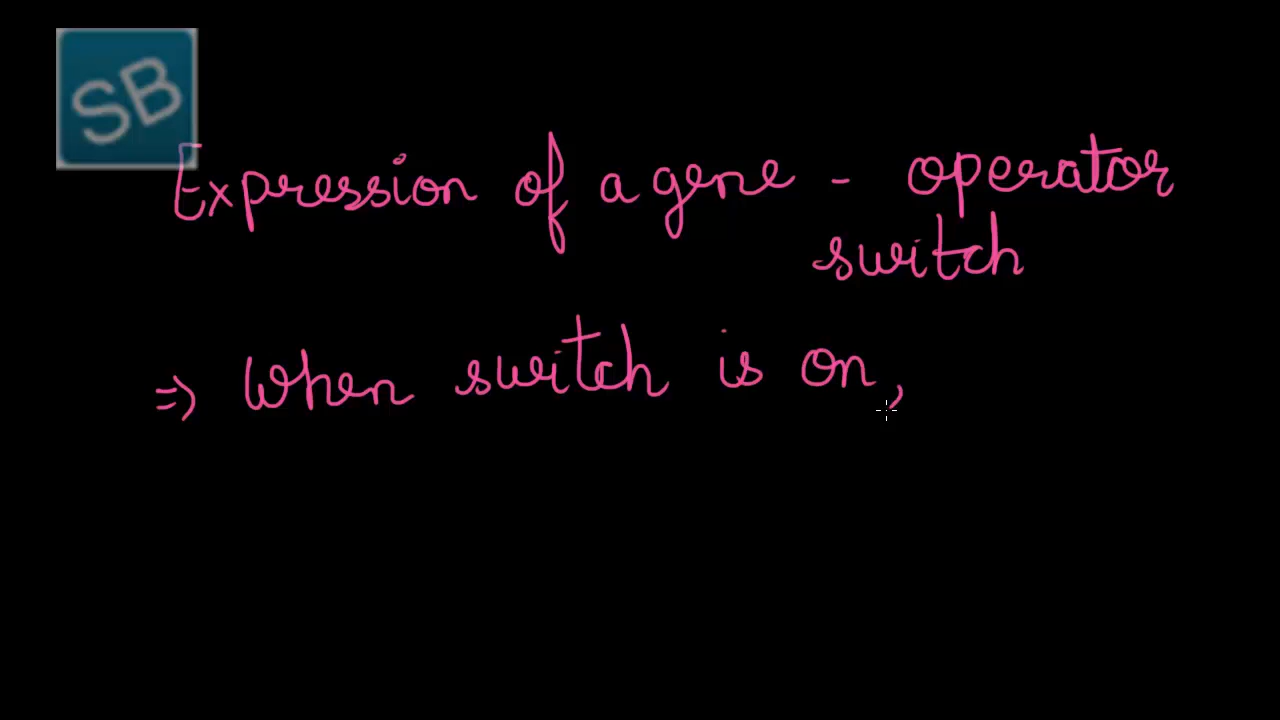 SB
Expression of a gene - operator
switch
⇒ When switch is on,